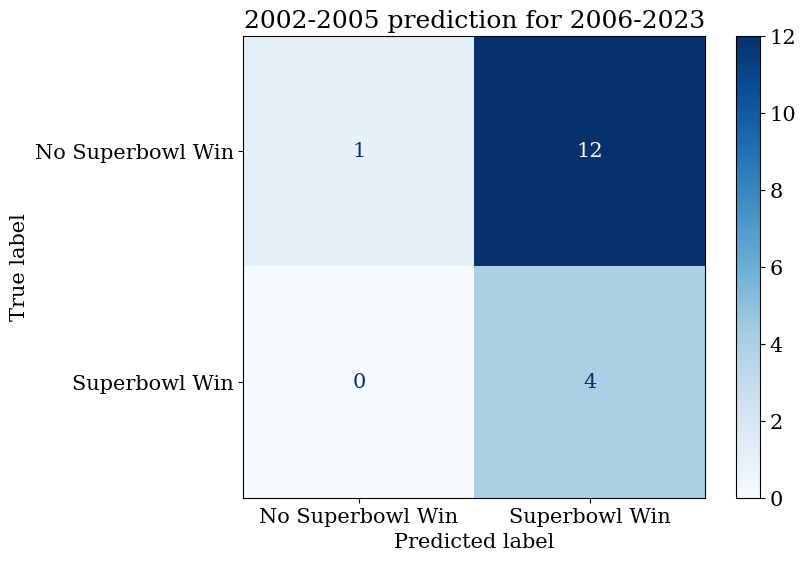 2002-2005 prediction for 2006-2023
No Superbowl Win
Superbowl Win
True label
1
12
0
4
No Superbowl Win
Superbowl Win
Predicted label
12
10
8
6
4
2
0